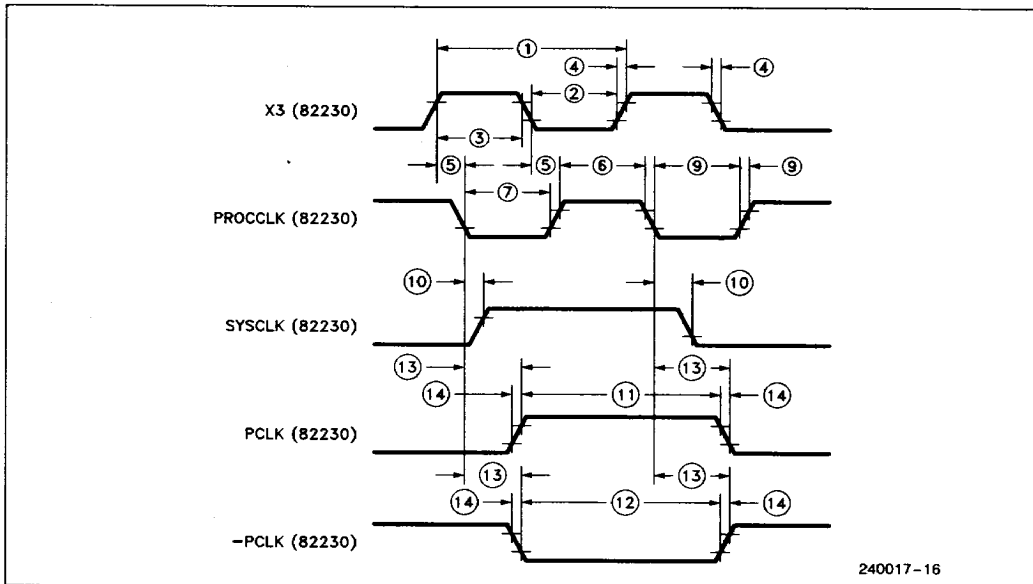 ①
④ ④
X3 (82230) ②
③
⑤ ⑤ ⑥ ⑨ ⑨
⑦
PROCCLK (82230)
⑩ ⑩
SYSCLK (82230)
⑬ ⑬
⑭ ⑪ ⑭
PCLK (82230)
⑬ ⑬
⑭ ⑫ ⑭
-PCLK (82230)
240017-16